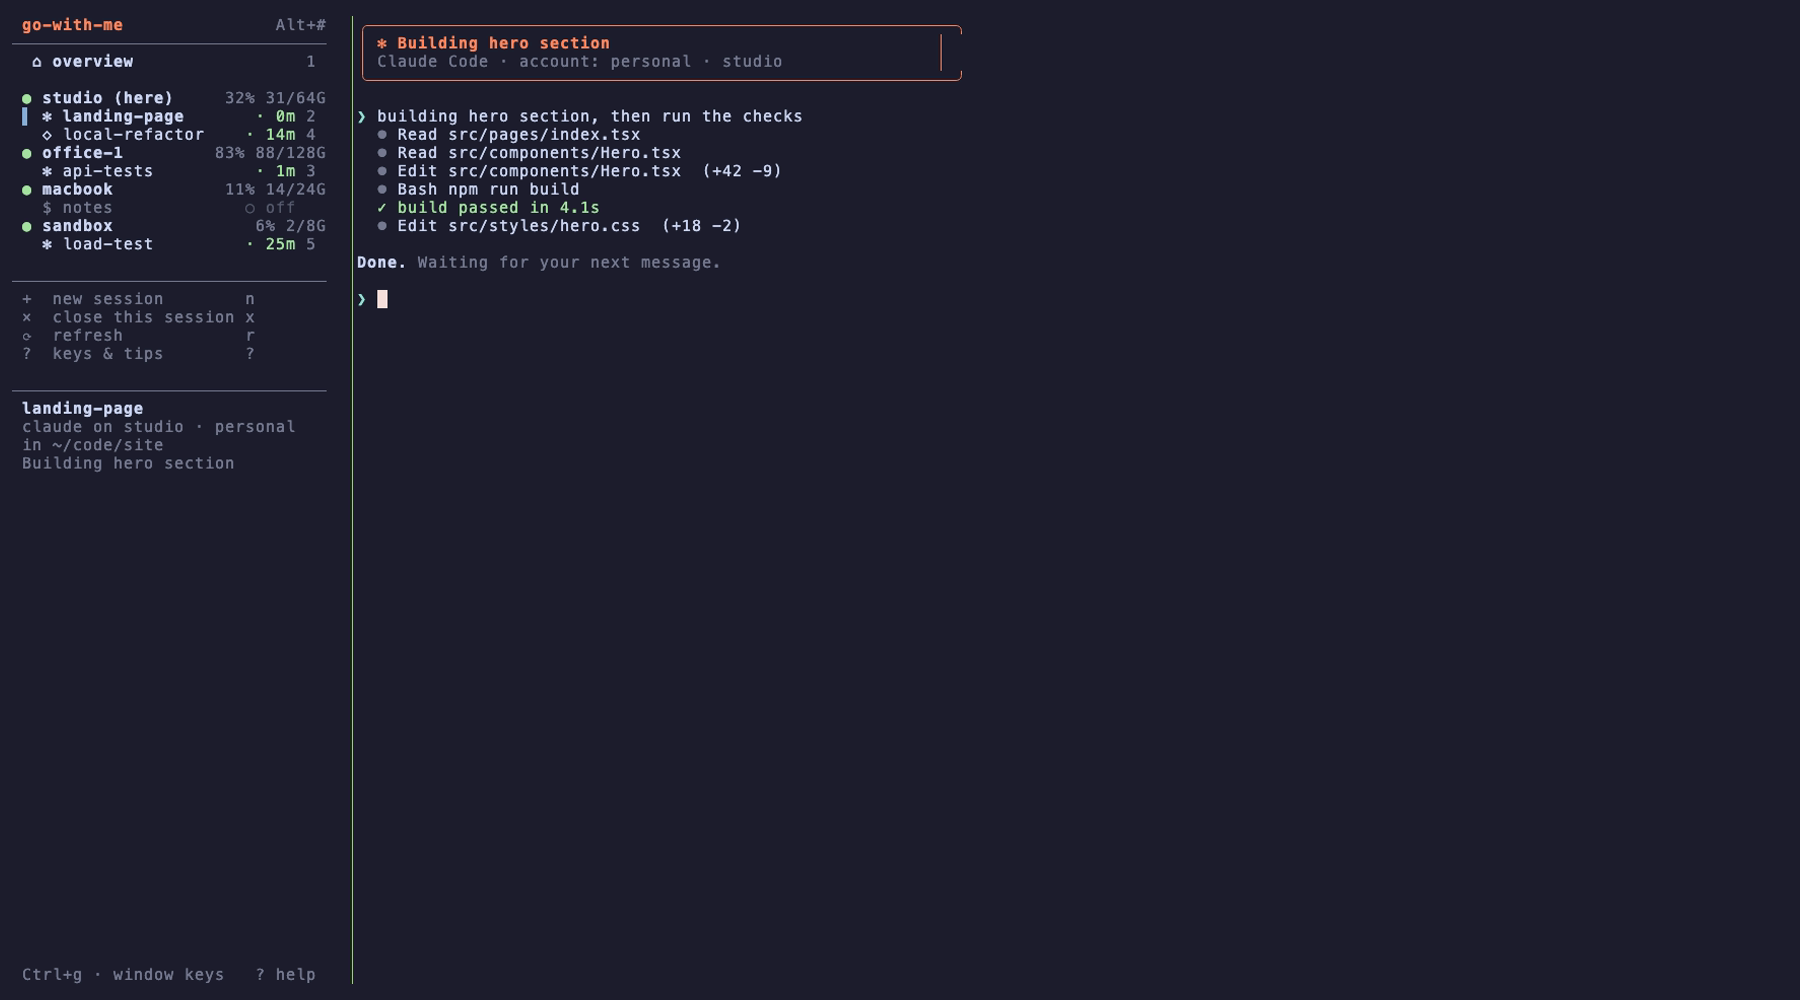 go-with-me Alt+#
⌂ overview 1
● studio (here) 32% 31/64G
✻ landing-page · 0m 2
◇ local-refactor · 14m 4
● office-1 83% 88/128G
✻ api-tests · 1m 3
● macbook 11% 14/24G
$ notes ○ off
● sandbox 6% 2/8G
✻ load-test · 25m 5
+ new session n
× close this session x
⟳ refresh r
? keys & tips ?
landing-page
claude on studio · personal
in ~/code/site
Building hero section
Ctrl+g · window keys ? help
✻ Building hero section
Claude Code · account: personal · studio
❯ building hero section, then run the checks
● Read src/pages/index.tsx
● Read src/components/Hero.tsx
● Edit src/components/Hero.tsx (+42 -9)
● Bash npm run build
✓ build passed in 4.1s
● Edit src/styles/hero.css (+18 -2)
Done. Waiting for your next message.
❯